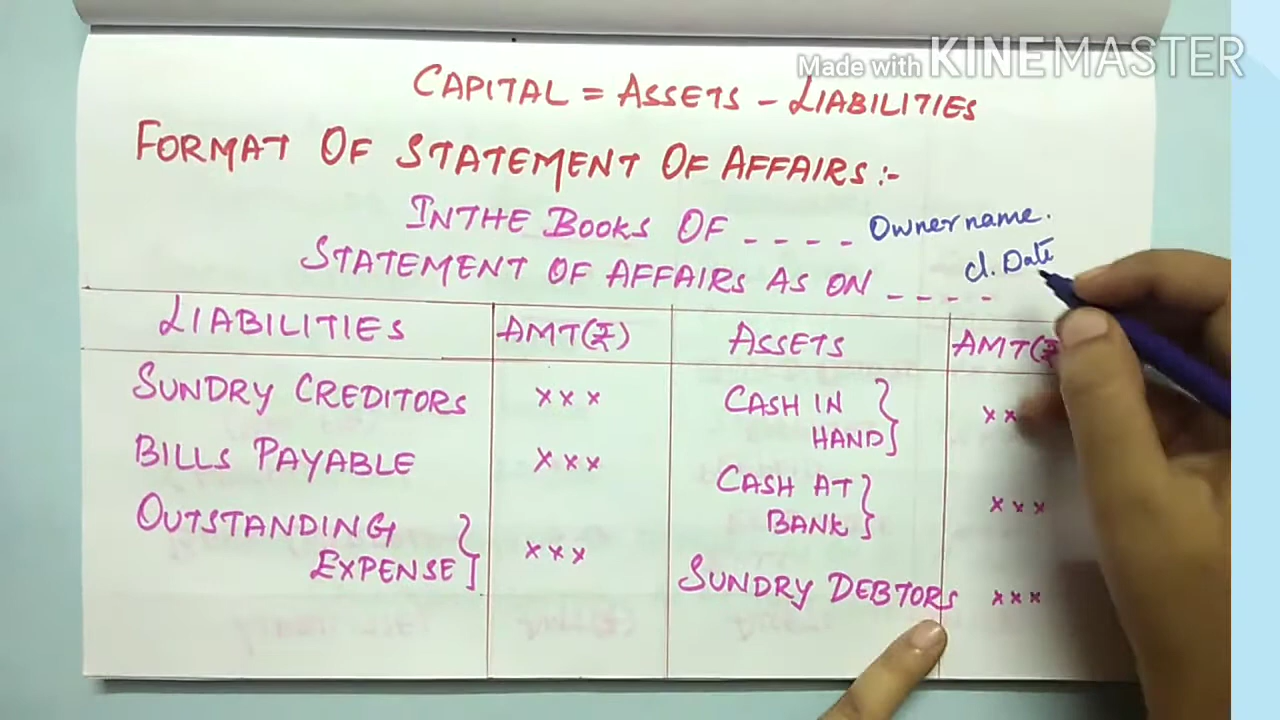 Made with KINEMASTER
CAPITAL = ASSETS - LIABILITIES
FORMAT OF STATEMENT OF AFFAIRS :-
IN THE BOOKS OF - - - - Owner name.
STATEMENT OF AFFAIRS AS ON - - - - cl. Date
LIABILITIES AMT(₹) ASSETS AMT(₹
SUNDRY CREDITORS xxx CASH IN HAND } xx
BILLS PAYABLE xxx CASH AT BANK } xxx
OUTSTANDING EXPENSE } xxx SUNDRY DEBTORS xxx